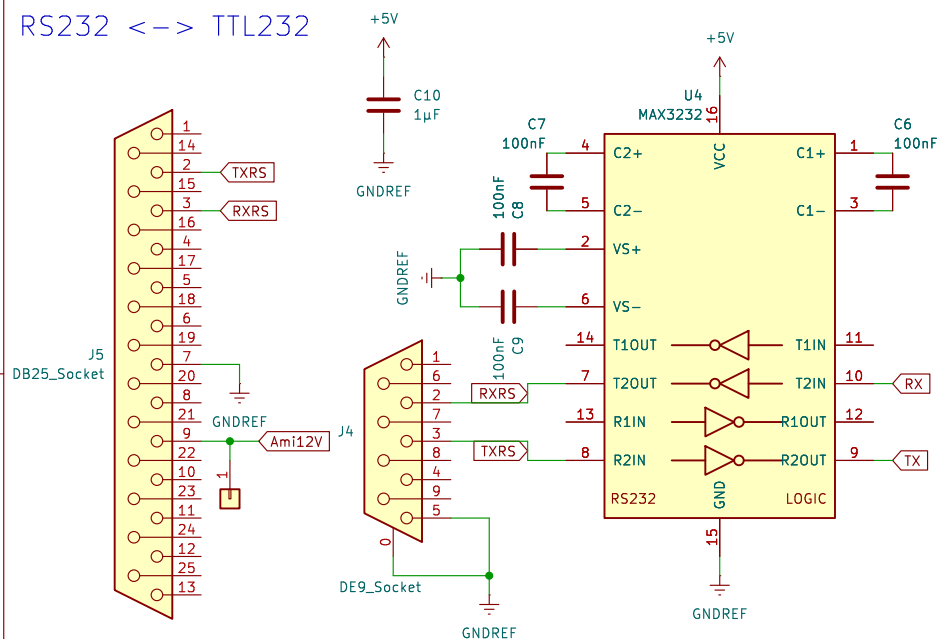 RS232 <-> TTL232
+5V
C10
1µF
GNDREF
+5V
U4
MAX3232
16
VCC
C7
100nF
4
C2+
5
C2-
C6
100nF
C1+
1
C1-
3
100nF
C8
2
VS+
GNDREF
6
VS-
100nF
C9
14
T1OUT
T1IN
11
7
T2OUT
T2IN
10
RX
13
R1IN
R1OUT
12
8
R2IN
R2OUT
9
TX
RS232
GND
LOGIC
15
GNDREF
J5
DB25_Socket
1
14
2
TXRS
15
3
RXRS
16
4
17
5
18
6
19
7
20
8
GNDREF
21
9
Ami12V
22
1
10
23
11
24
12
25
13
J4
DE9_Socket
1
6
2
RXRS
7
3
TXRS
8
4
9
5
0
GNDREF